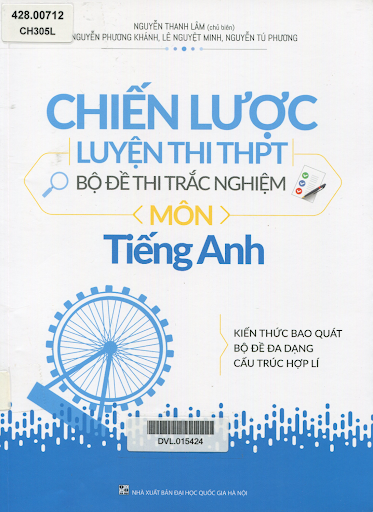 428.00712
CH305L
NGUYỄN THANH LÂM (chủ biên)
NGUYỄN PHƯƠNG KHÁNH, LÊ NGUYỆT MINH, NGUYỄN TÚ PHƯƠNG
CHIẾN LƯỢC
LUYỆN THI THPT
BỘ ĐỀ THI TRẮC NGHIỆM
MÔN
Tiếng Anh
KIẾN THỨC BAO QUÁT
BỘ ĐỀ ĐA DẠNG
CẤU TRÚC HỢP LÍ
DVL.015424
NHÀ XUẤT BẢN ĐẠI HỌC QUỐC GIA HÀ NỘI